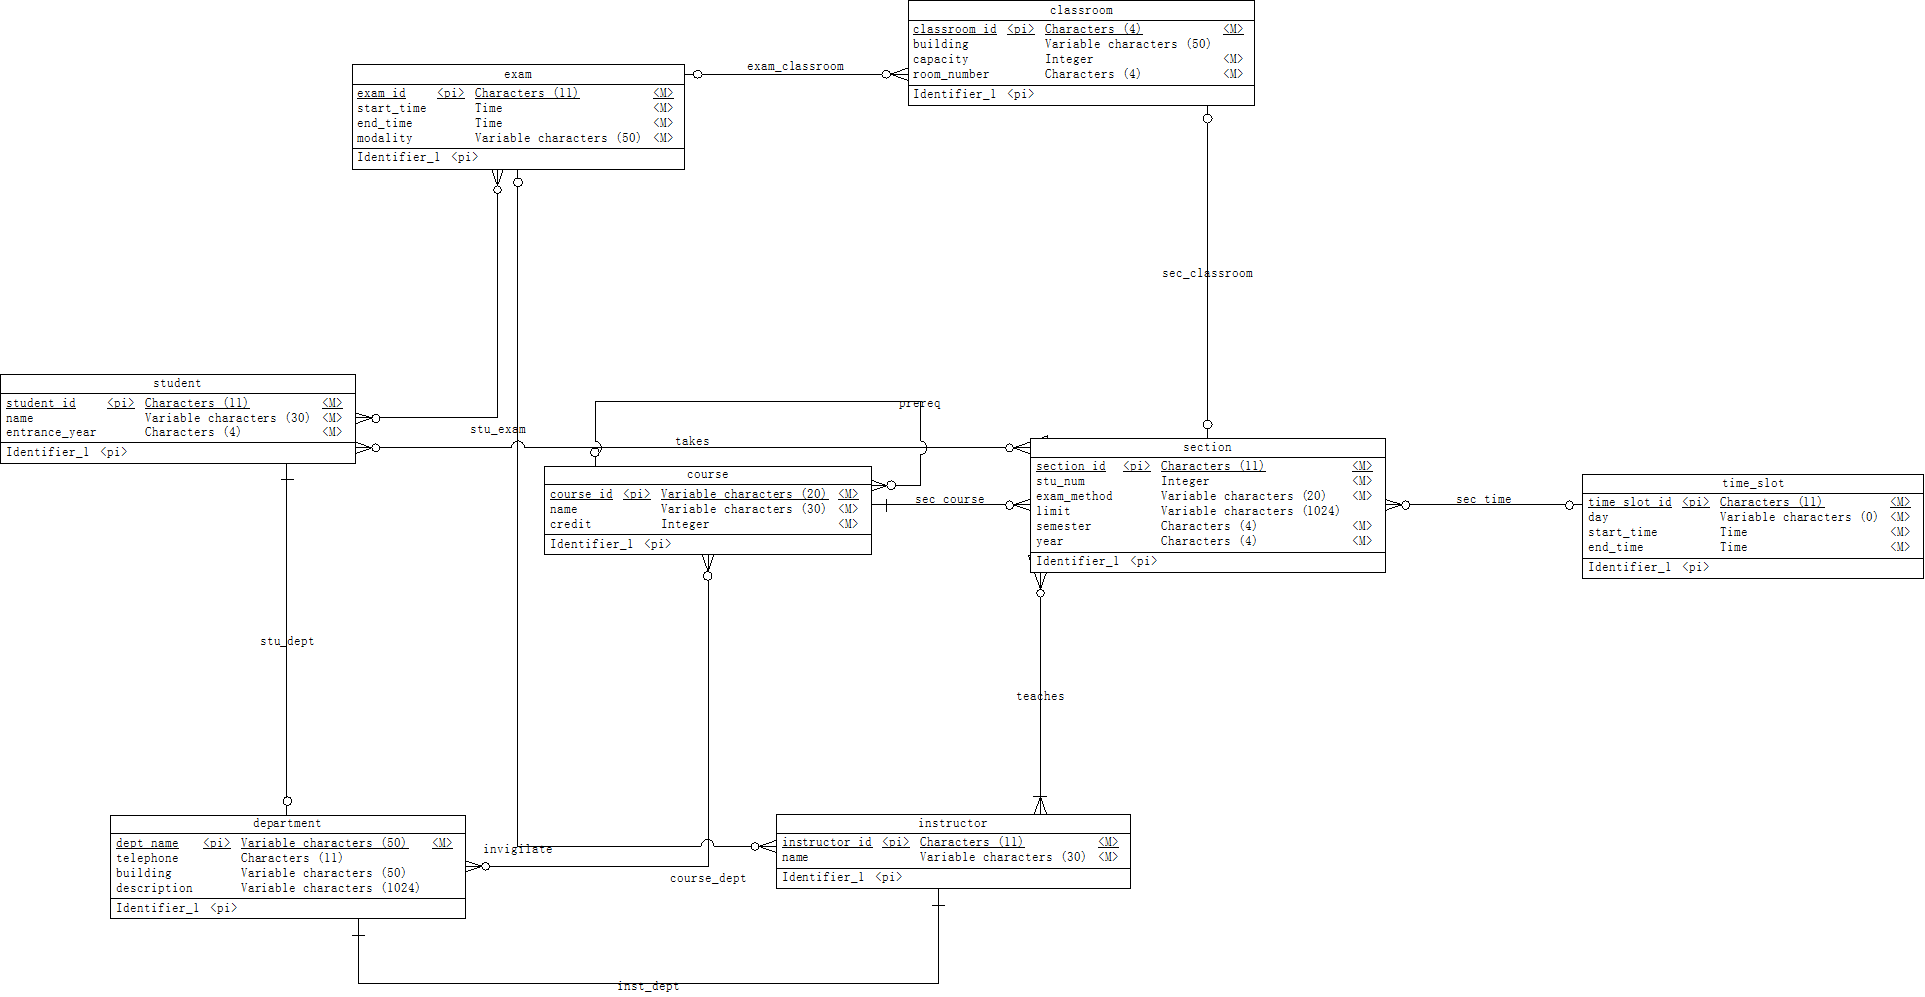 classroom
classroom_id <pi> Characters (4) <M>
building Variable characters (50)
capacity Integer <M>
room_number Characters (4) <M>
Identifier_1 <pi>
exam_classroom
exam
exam_id <pi> Characters (11) <M>
start_time Time <M>
end_time Time <M>
modality Variable characters (50) <M>
Identifier_1 <pi>
sec_classroom
student
student_id <pi> Characters (11) <M>
name Variable characters (30) <M>
entrance_year Characters (4) <M>
Identifier_1 <pi>
prereq
stu_exam
takes
course
course_id <pi> Variable characters (20) <M>
name Variable characters (30) <M>
credit Integer <M>
Identifier_1 <pi>
sec_course
section
section_id <pi> Characters (11) <M>
stu_num Integer <M>
exam_method Variable characters (20) <M>
limit Variable characters (1024)
semester Characters (4) <M>
year Characters (4) <M>
Identifier_1 <pi>
sec_time
time_slot
time_slot_id <pi> Characters (11) <M>
day Variable characters (0) <M>
start_time Time <M>
end_time Time <M>
Identifier_1 <pi>
stu_dept
teaches
department
dept_name <pi> Variable characters (50) <M>
telephone Characters (11)
building Variable characters (50)
description Variable characters (1024)
Identifier_1 <pi>
invigilate
course_dept
instructor
instructor_id <pi> Characters (11) <M>
name Variable characters (30) <M>
Identifier_1 <pi>
inst_dept